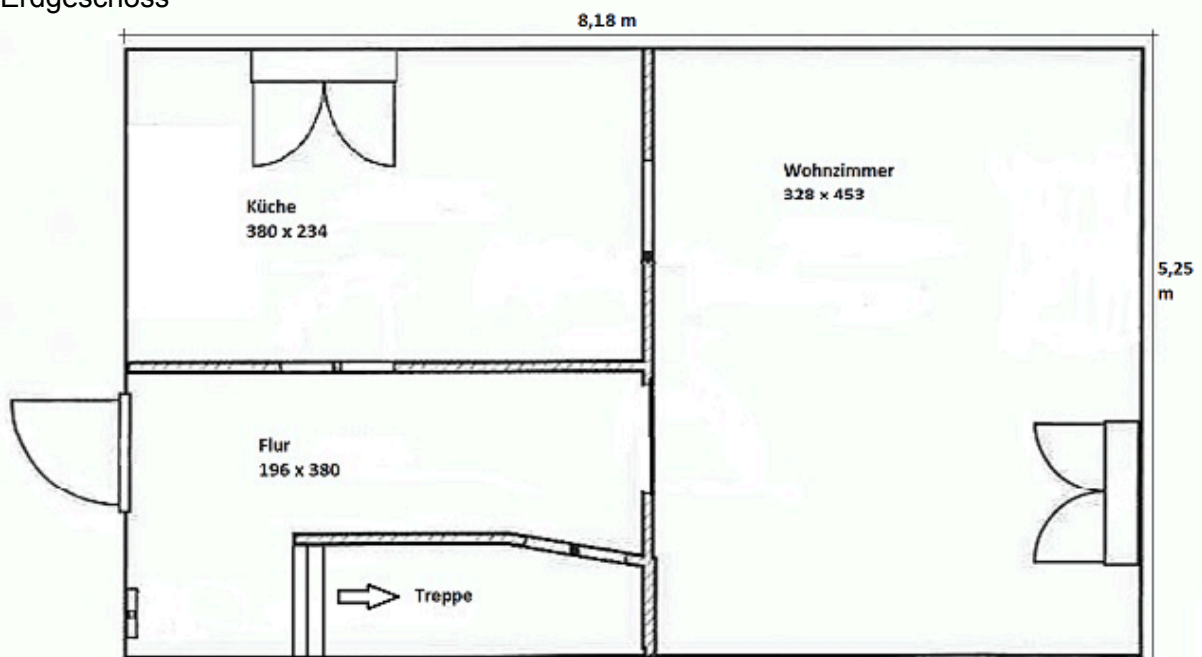 Erdgeschoss
8,18 m
Wohnzimmer
328 x 453
Küche
380 x 234
5,25
m
Flur
196 x 380
Treppe